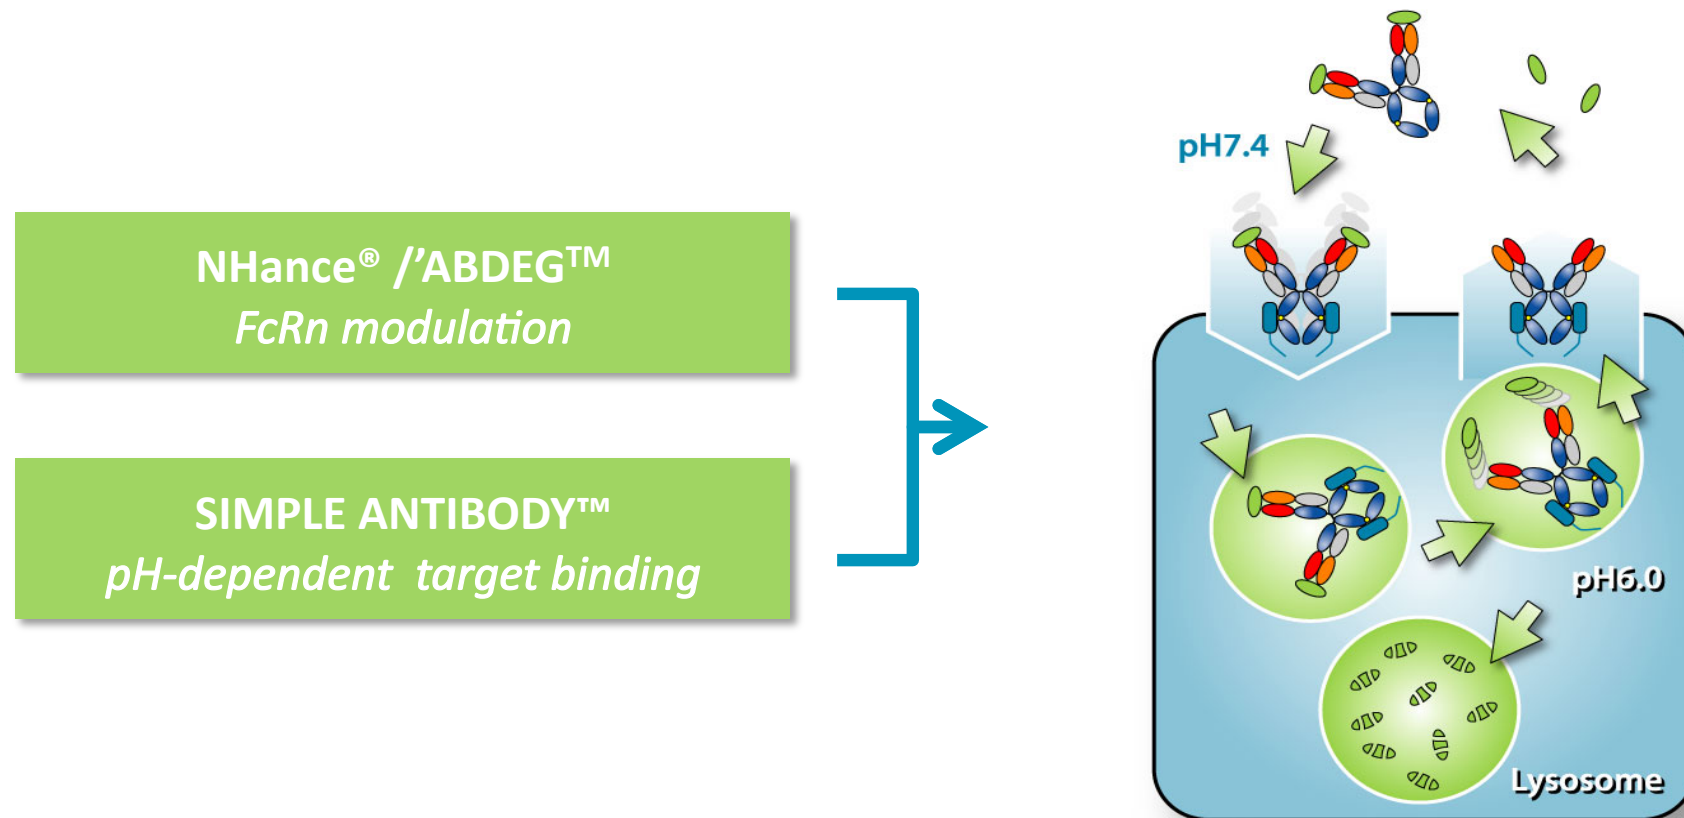 NHance® /’ABDEG™
FcRn modulation
SIMPLE ANTIBODY™
pH-dependent target binding
pH7.4
pH6.0
Lysosome